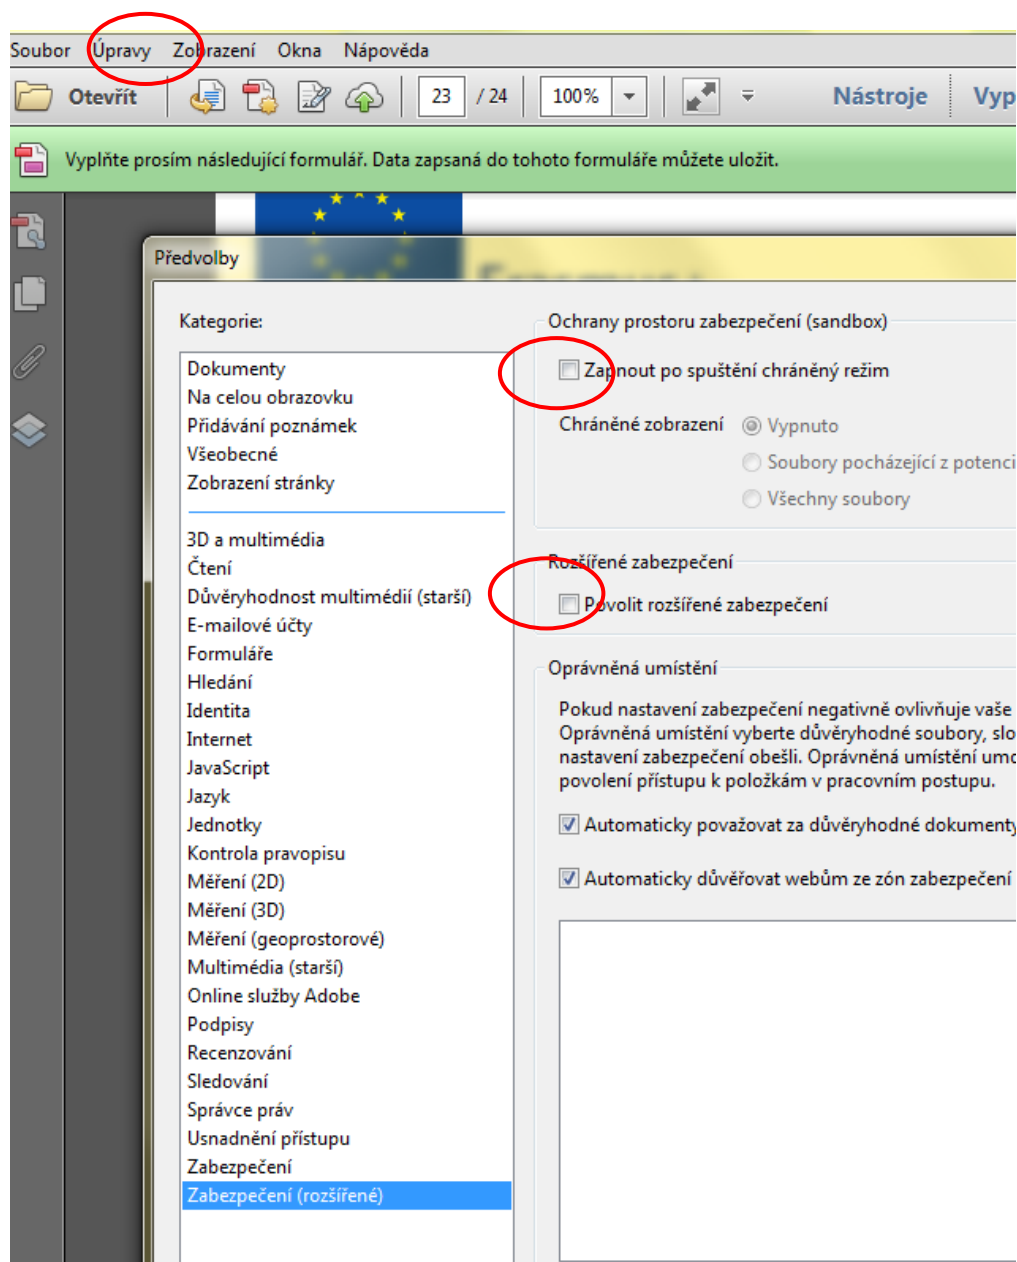 Soubor Úpravy Zobrazení Okna Nápověda
Otevřít 23 / 24 100% Nástroje Vyp
Vyplňte prosím následující formulář. Data zapsaná do tohoto formuláře můžete uložit.
Předvolby
Kategorie:
Dokumenty
Na celou obrazovku
Přidávání poznámek
Všeobecné
Zobrazení stránky
3D a multimédia
Čtení
Důvěryhodnost multimédií (starší)
E-mailové účty
Formuláře
Hledání
Identita
Internet
JavaScript
Jazyk
Jednotky
Kontrola pravopisu
Měření (2D)
Měření (3D)
Měření (geoprostorové)
Multimédia (starší)
Online služby Adobe
Podpisy
Recenzování
Sledování
Správce práv
Usnadnění přístupu
Zabezpečení
Zabezpečení (rozšířené)
Ochrany prostoru zabezpečení (sandbox)
Zapnout po spuštění chráněný režim
Chráněné zobrazení Vypnuto
Soubory pocházející z potenci
Všechny soubory
Rozšířené zabezpečení
Povolit rozšířené zabezpečení
Oprávněná umístění
Pokud nastavení zabezpečení negativně ovlivňuje vaše
Oprávněná umístění vyberte důvěryhodné soubory, slo
nastavení zabezpečení obešli. Oprávněná umístění umo
povolení přístupu k položkám v pracovním postupu.
Automaticky považovat za důvěryhodné dokumenty
Automaticky důvěřovat webům ze zón zabezpečení